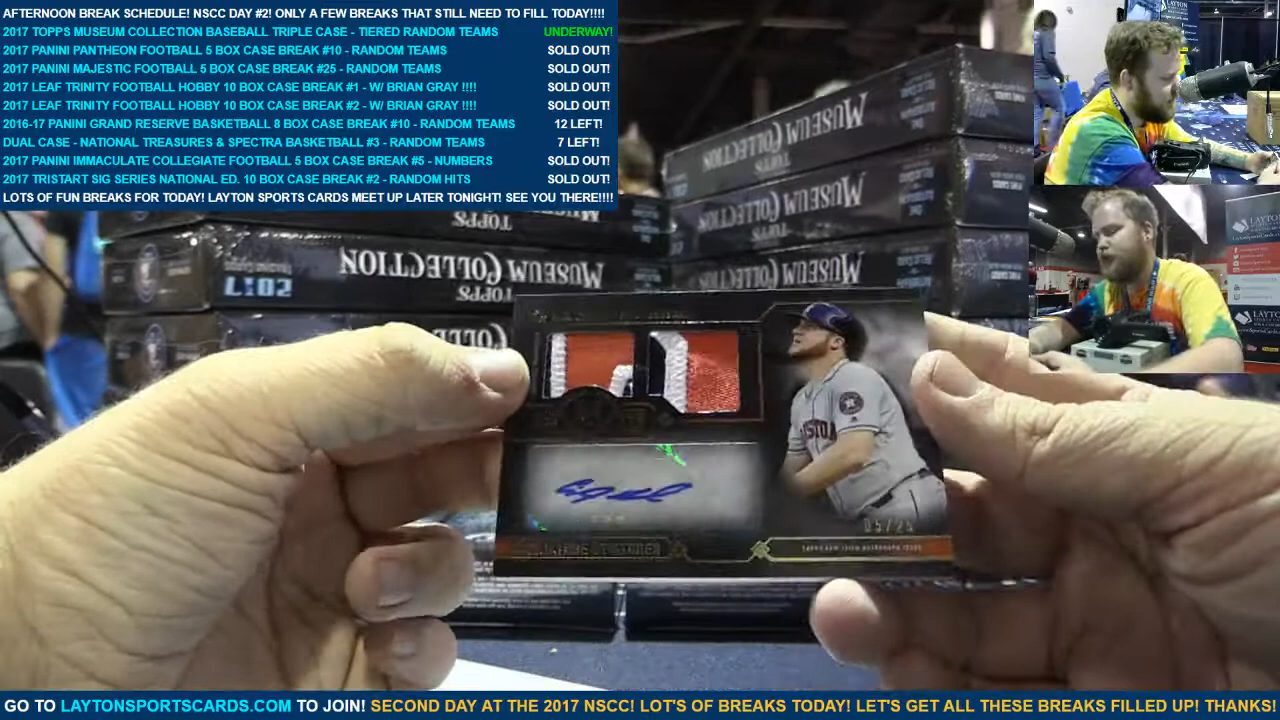 AFTERNOON BREAK SCHEDULE! NSCC DAY #2! ONLY A FEW BREAKS THAT STILL NEED TO FILL TODAY!!!!
2017 TOPPS MUSEUM COLLECTION BASEBALL TRIPLE CASE - TIERED RANDOM TEAMS UNDERWAY!
2017 PANINI PANTHEON FOOTBALL 5 BOX CASE BREAK #10 - RANDOM TEAMS SOLD OUT!
2017 PANINI MAJESTIC FOOTBALL 5 BOX CASE BREAK #25 - RANDOM TEAMS SOLD OUT!
2017 LEAF TRINITY FOOTBALL HOBBY 10 BOX CASE BREAK #1 - W/ BRIAN GRAY !!!! SOLD OUT!
2017 LEAF TRINITY FOOTBALL HOBBY 10 BOX CASE BREAK #2 - W/ BRIAN GRAY !!!! SOLD OUT!
2016-17 PANINI GRAND RESERVE BASKETBALL 8 BOX CASE BREAK #10 - RANDOM TEAMS 12 LEFT!
DUAL CASE - NATIONAL TREASURES & SPECTRA BASKETBALL #3 - RANDOM TEAMS 7 LEFT!
2017 PANINI IMMACULATE COLLEGIATE FOOTBALL 5 BOX CASE BREAK #5 - NUMBERS SOLD OUT!
2017 TRISTART SIG SERIES NATIONAL ED. 10 BOX CASE BREAK #2 - RANDOM HITS SOLD OUT!
LOTS OF FUN BREAKS FOR TODAY! LAYTON SPORTS CARDS MEET UP LATER TONIGHT! SEE YOU THERE!!!!
TOPPS
MUSEUM COLLECTION
TOPPS
MUSEUM COLLECTION
TOPPS
MUSEUM COLLECTION
TOPPS
MUSEUM COLLECTION
2017
LAYTON
LAYTON
05/25
GO TO LAYTONSPORTSCARDS.COM TO JOIN! SECOND DAY AT THE 2017 NSCC! LOT'S OF BREAKS TODAY! LET'S GET ALL THESE BREAKS FILLED UP! THANKS!